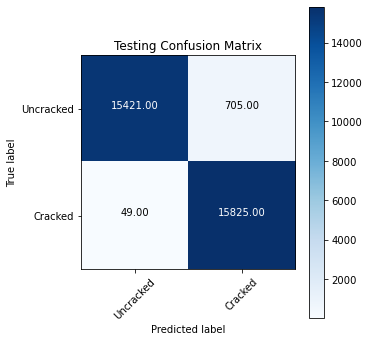 Testing Confusion Matrix
True label
Uncracked
15421.00
705.00
Cracked
49.00
15825.00
Uncracked
Cracked
Predicted label
14000
12000
10000
8000
6000
4000
2000